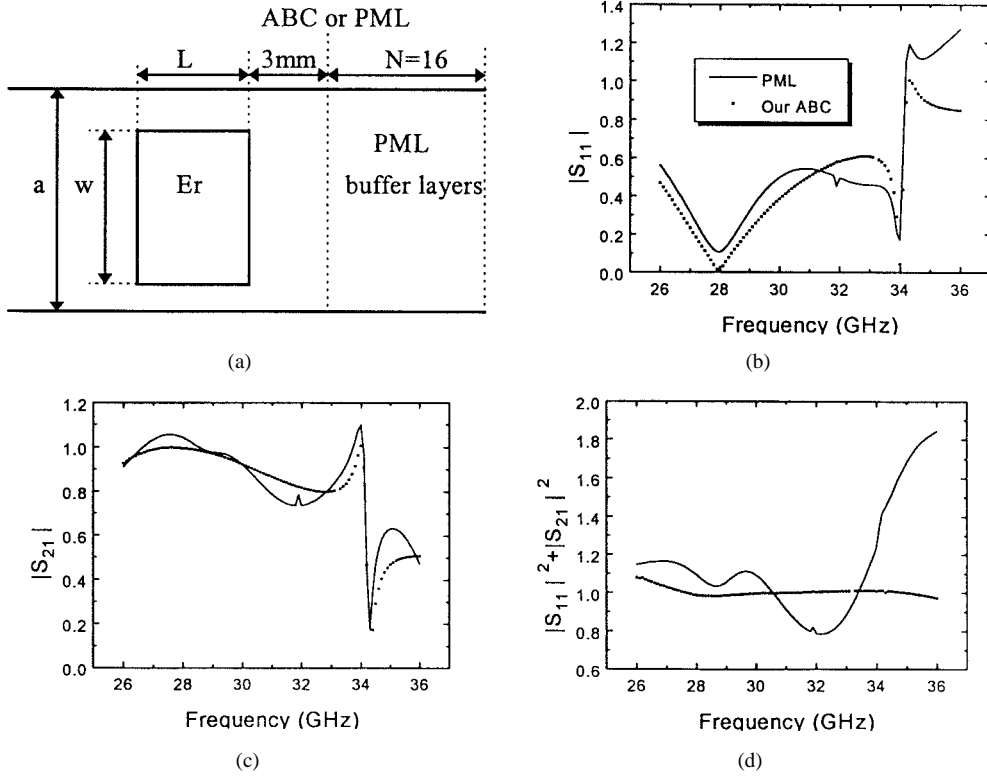 ABC or PML
L
3mm
N=16
a
w
Er
PML
buffer layers
(a)
|S11|
1.4
1.2
1.0
0.8
0.6
0.4
0.2
0.0
PML
Our ABC
26 28 30 32 34 36
Frequency (GHz)
(b)
|S21|
1.2
1.0
0.8
0.6
0.4
0.2
0.0
26 28 30 32 34 36
Frequency (GHz)
(c)
|S11|²+|S21|²
2.0
1.8
1.6
1.4
1.2
1.0
0.8
0.6
26 28 30 32 34 36
Frequency (GHz)
(d)